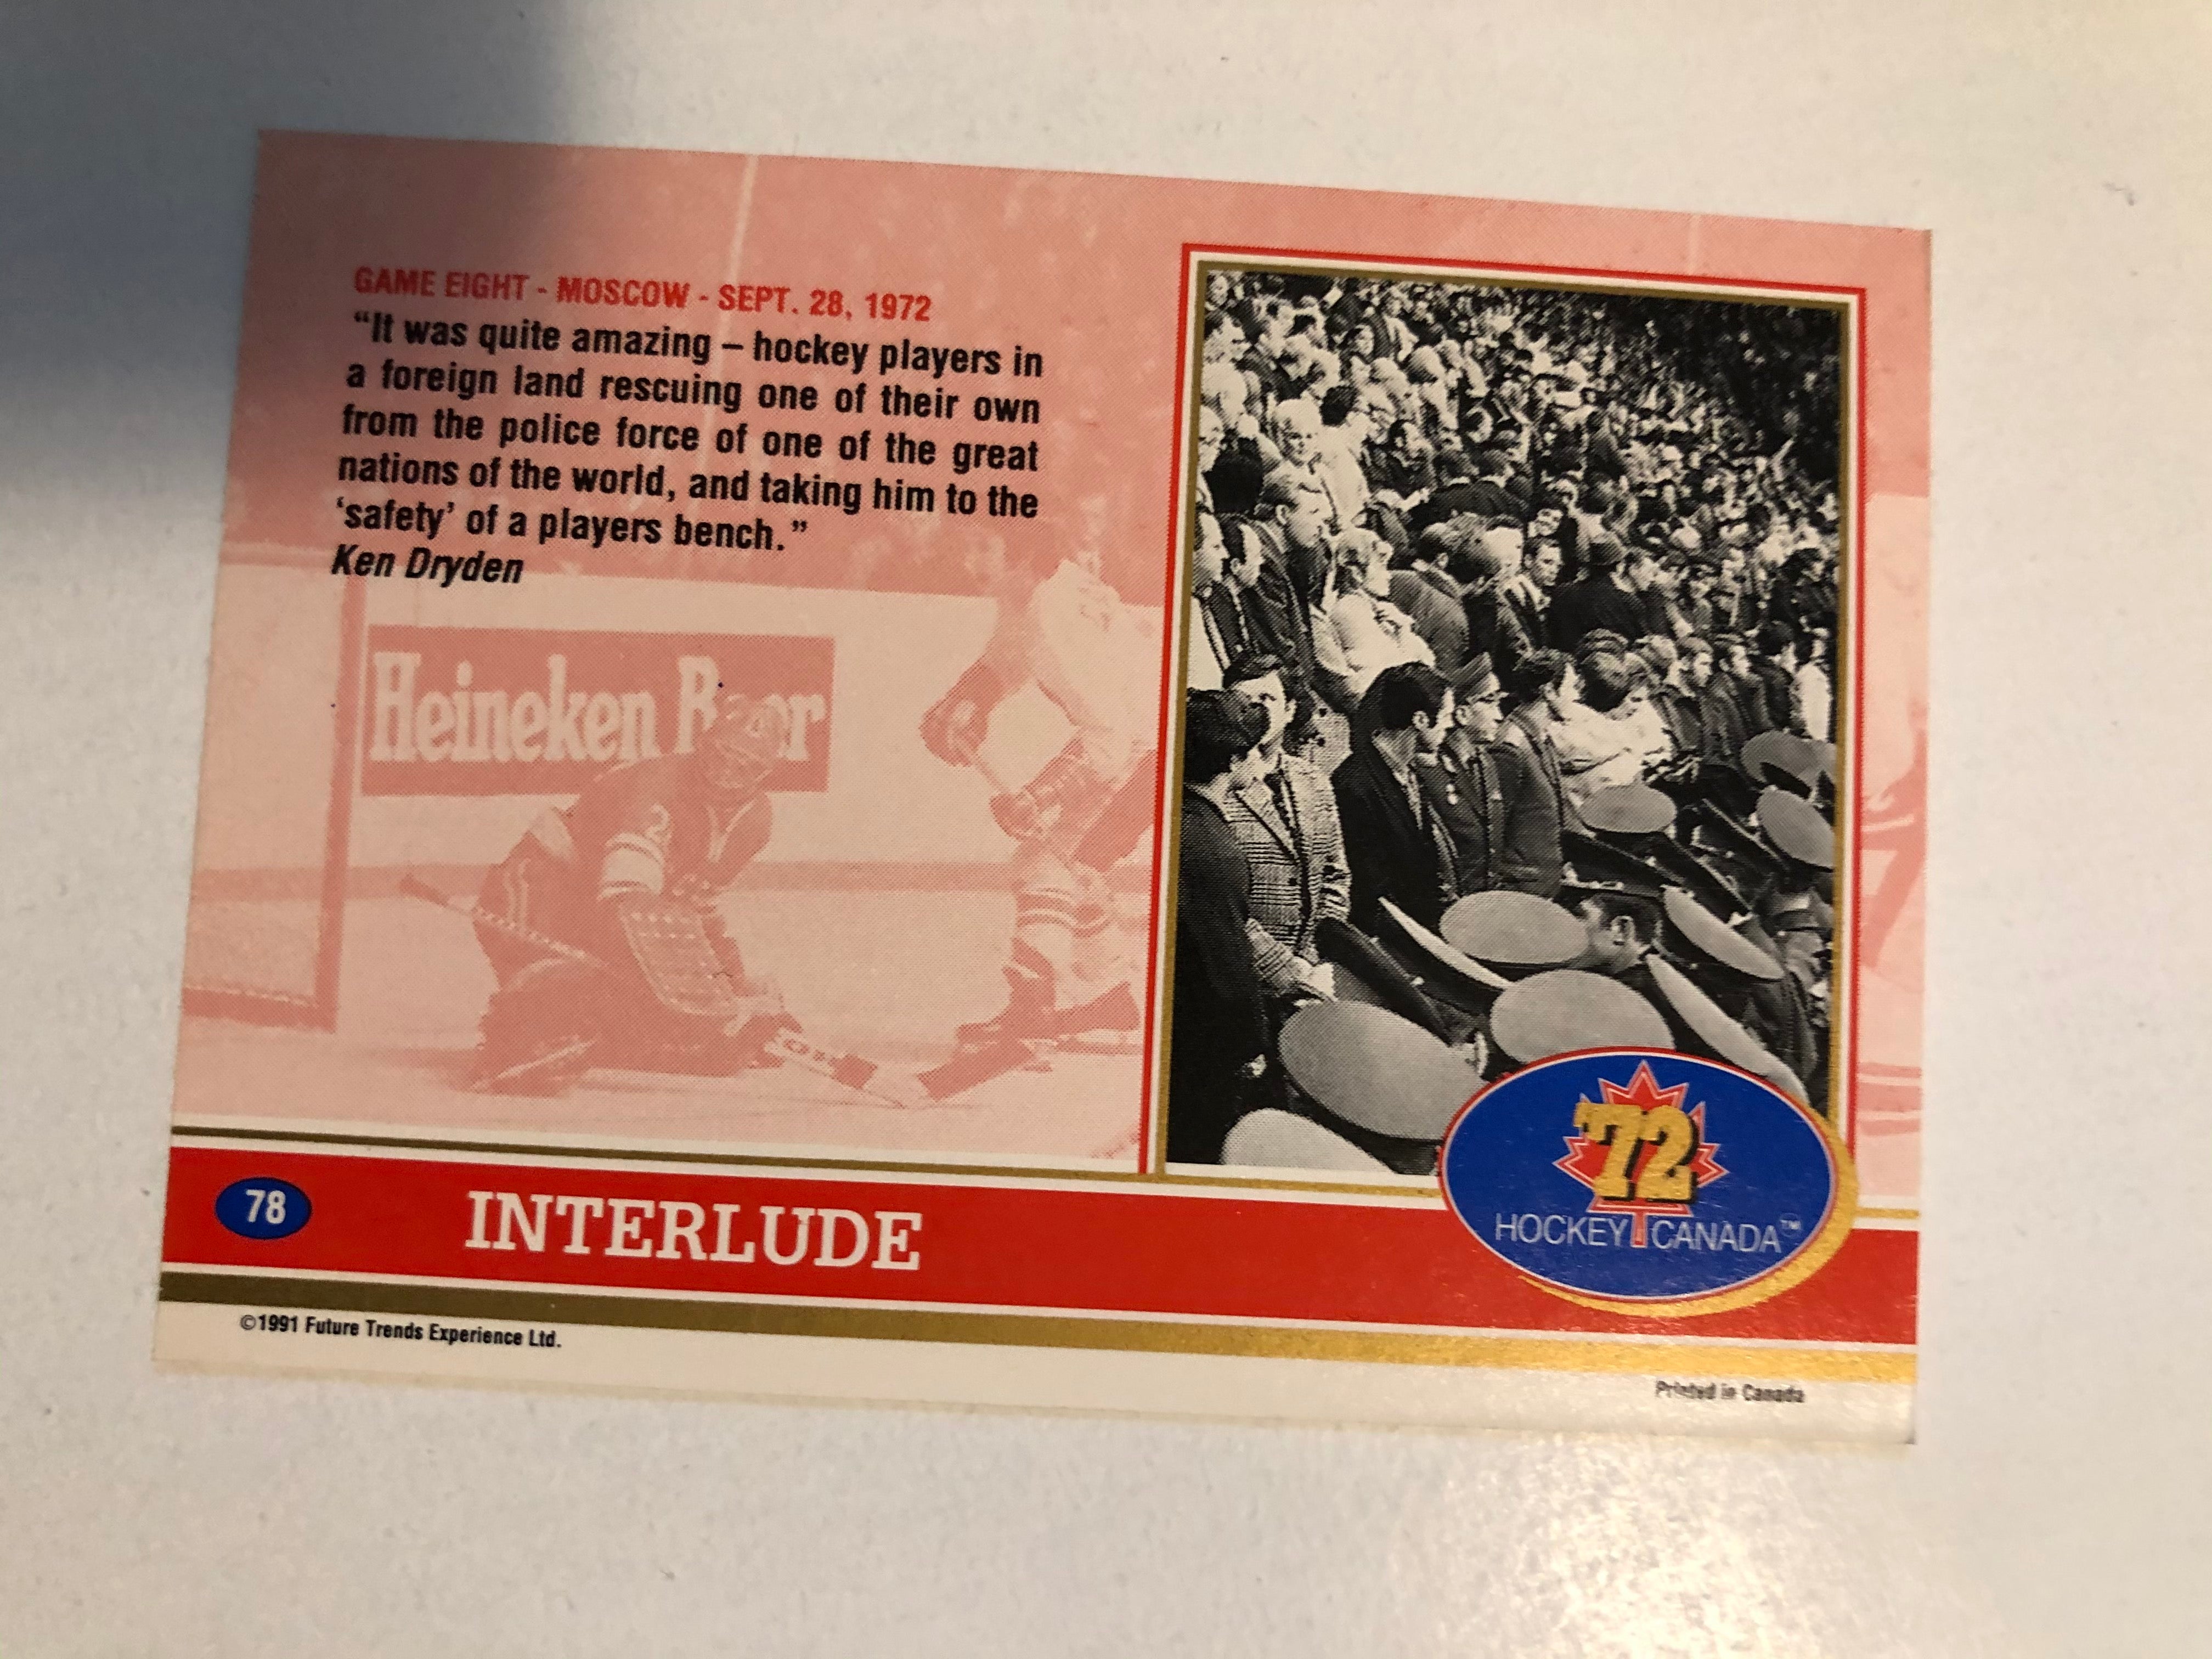 GAME EIGHT - MOSCOW - SEPT. 28, 1972
“It was quite amazing – hockey players in
a foreign land rescuing one of their own
from the police force of one of the great
nations of the world, and taking him to the
‘safety’ of a players bench.”
Ken Dryden
Heineken
78
INTERLUDE
'72
HOCKEY CANADA™
©1991 Future Trends Experience Ltd.
Printed in Canada